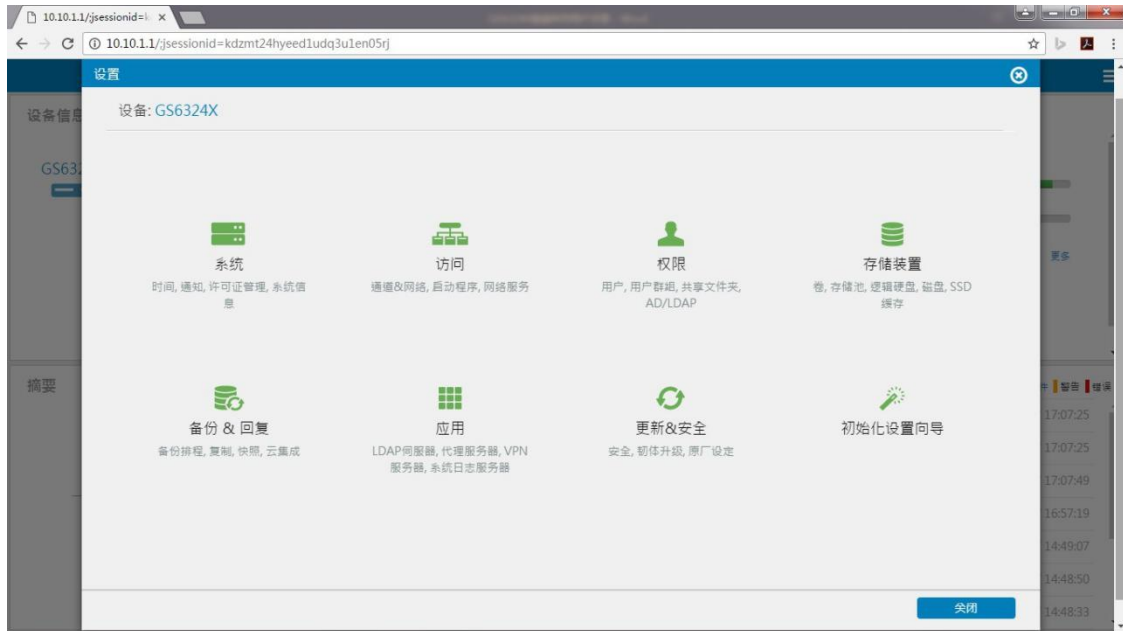 10.10.1.1/;jsessionid=k
10.10.1.1/;jsessionid=kdzmt24hyeed1udq3u1en05rj
设置
设备信息
设备: GS6324X
GS632
系统
时间, 通知, 许可证管理, 系统信
息
访问
通道&网络, 启动程序, 网络服务
权限
用户, 用户群组, 共享文件夹,
AD/LDAP
存储装置
卷, 存储池, 逻辑硬盘, 磁盘, SSD
缓存
更多
摘要
警告
错误
备份 & 回复
备份排程, 复制, 快照, 云集成
应用
LDAP伺服器, 代理服务器, VPN
服务器, 系统日志服务器
更新&安全
安全, 韧体升級, 原厂设定
初始化设置向导
17:07:25
17:07:25
17:07:49
16:57:19
14:49:07
14:48:50
14:48:33
关闭